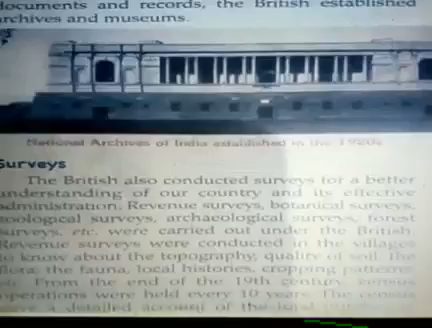 documents and records, the British established
archives and museums.
National Archives of India established in the 1920s
Surveys
The British also conducted surveys for a better
understanding of our country and its effective
administration. Revenue surveys, botanical surveys,
zoological surveys, archaeological surveys, forest
surveys, etc. were carried out under the British.
Revenue surveys were conducted in the villages
to know about the topography, quality of soil, the
flora, the fauna, local histories, cropping patterns
From the end of the 19th century, census
operations were held every 10 years. The census
a detailed account of the